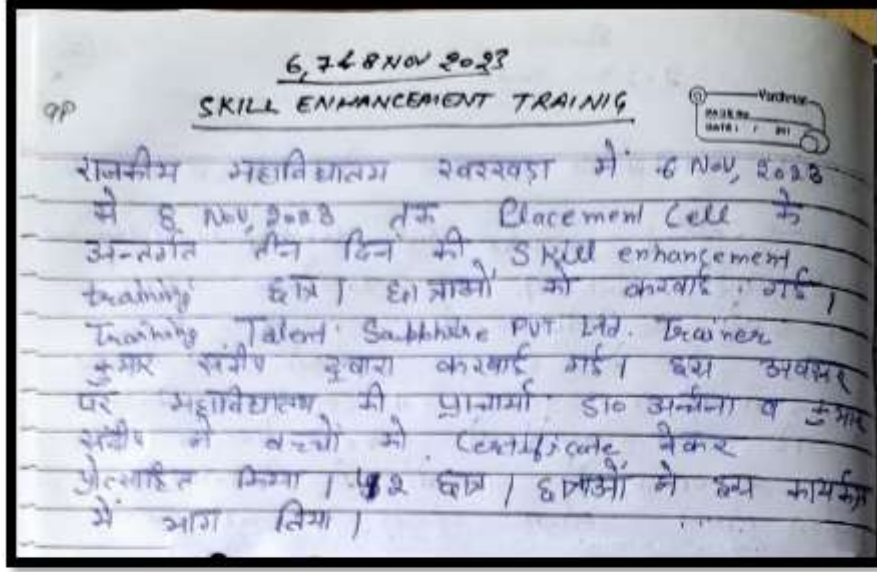 6, 7 & 8 NOV 2023
SKILL ENHANCEMENT TRAINIG
राजकीय महाविद्यालय खरखड़ा में 6 Nov, 2023
से 8 Nov, 2023 तक Placement Cell के
अन्तर्गत तीन दिन की Skill enhancement
training छात्र / छात्राओं को करवाई गई।
Training Talent PVT Ltd. Trainer
कुमार संदीप द्वारा करवाई गई। इस अवसर
पर महाविद्यालय की प्राचार्या डा० अर्चना व कुमार
संदीप ने बच्चों को Certificate देकर
प्रोत्साहित किया। छात्र / छात्राओं ने इस कार्यक्रम
में भाग लिया।